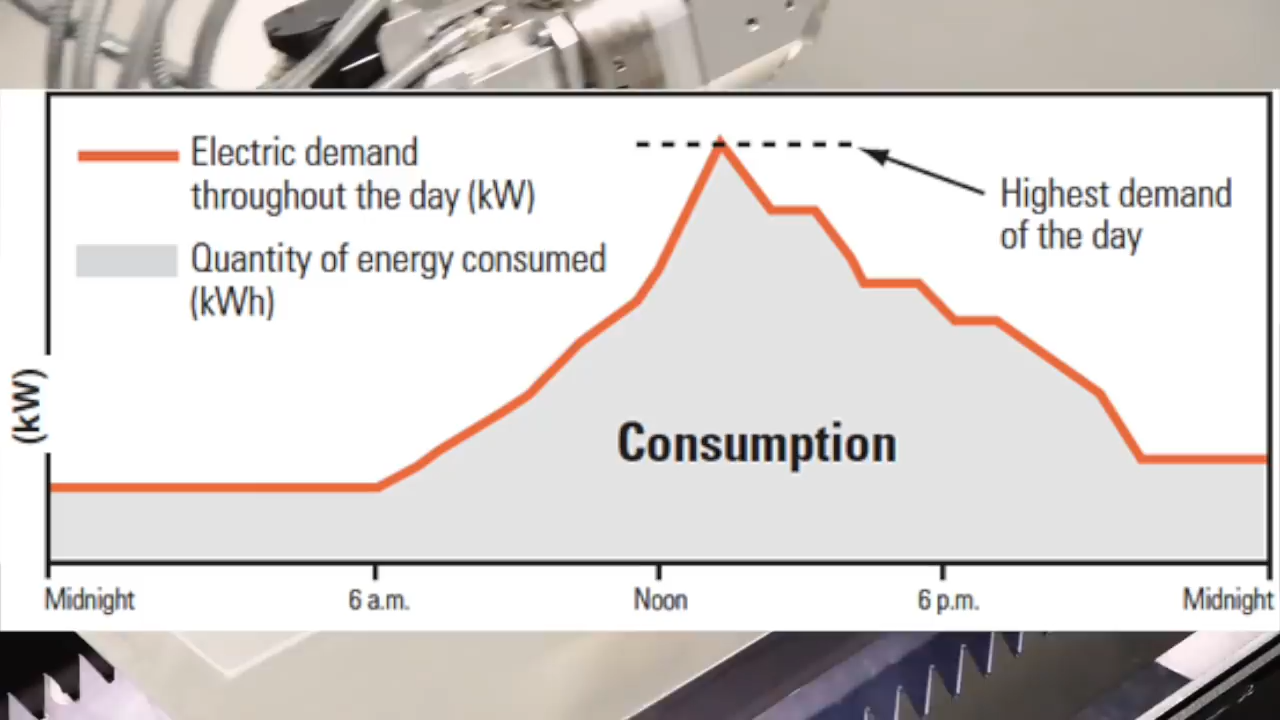 Electric demand
throughout the day (kW)
Quantity of energy consumed
(kWh)
Highest demand
of the day
(kW)
Consumption
Midnight 6 a.m. Noon 6 p.m. Midnight